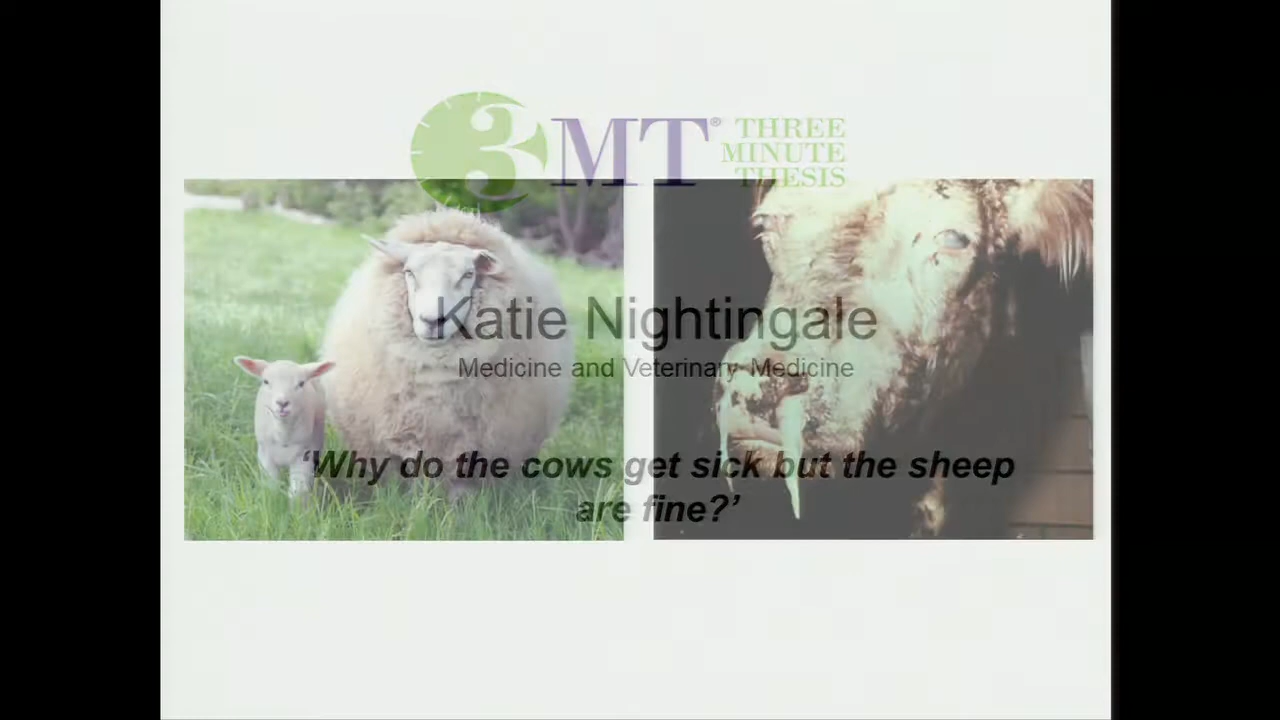 3MT® THREE
MINUTE
THESIS
Katie Nightingale
Medicine and Veterinary Medicine
‘Why do the cows get sick but the sheep
are fine?’